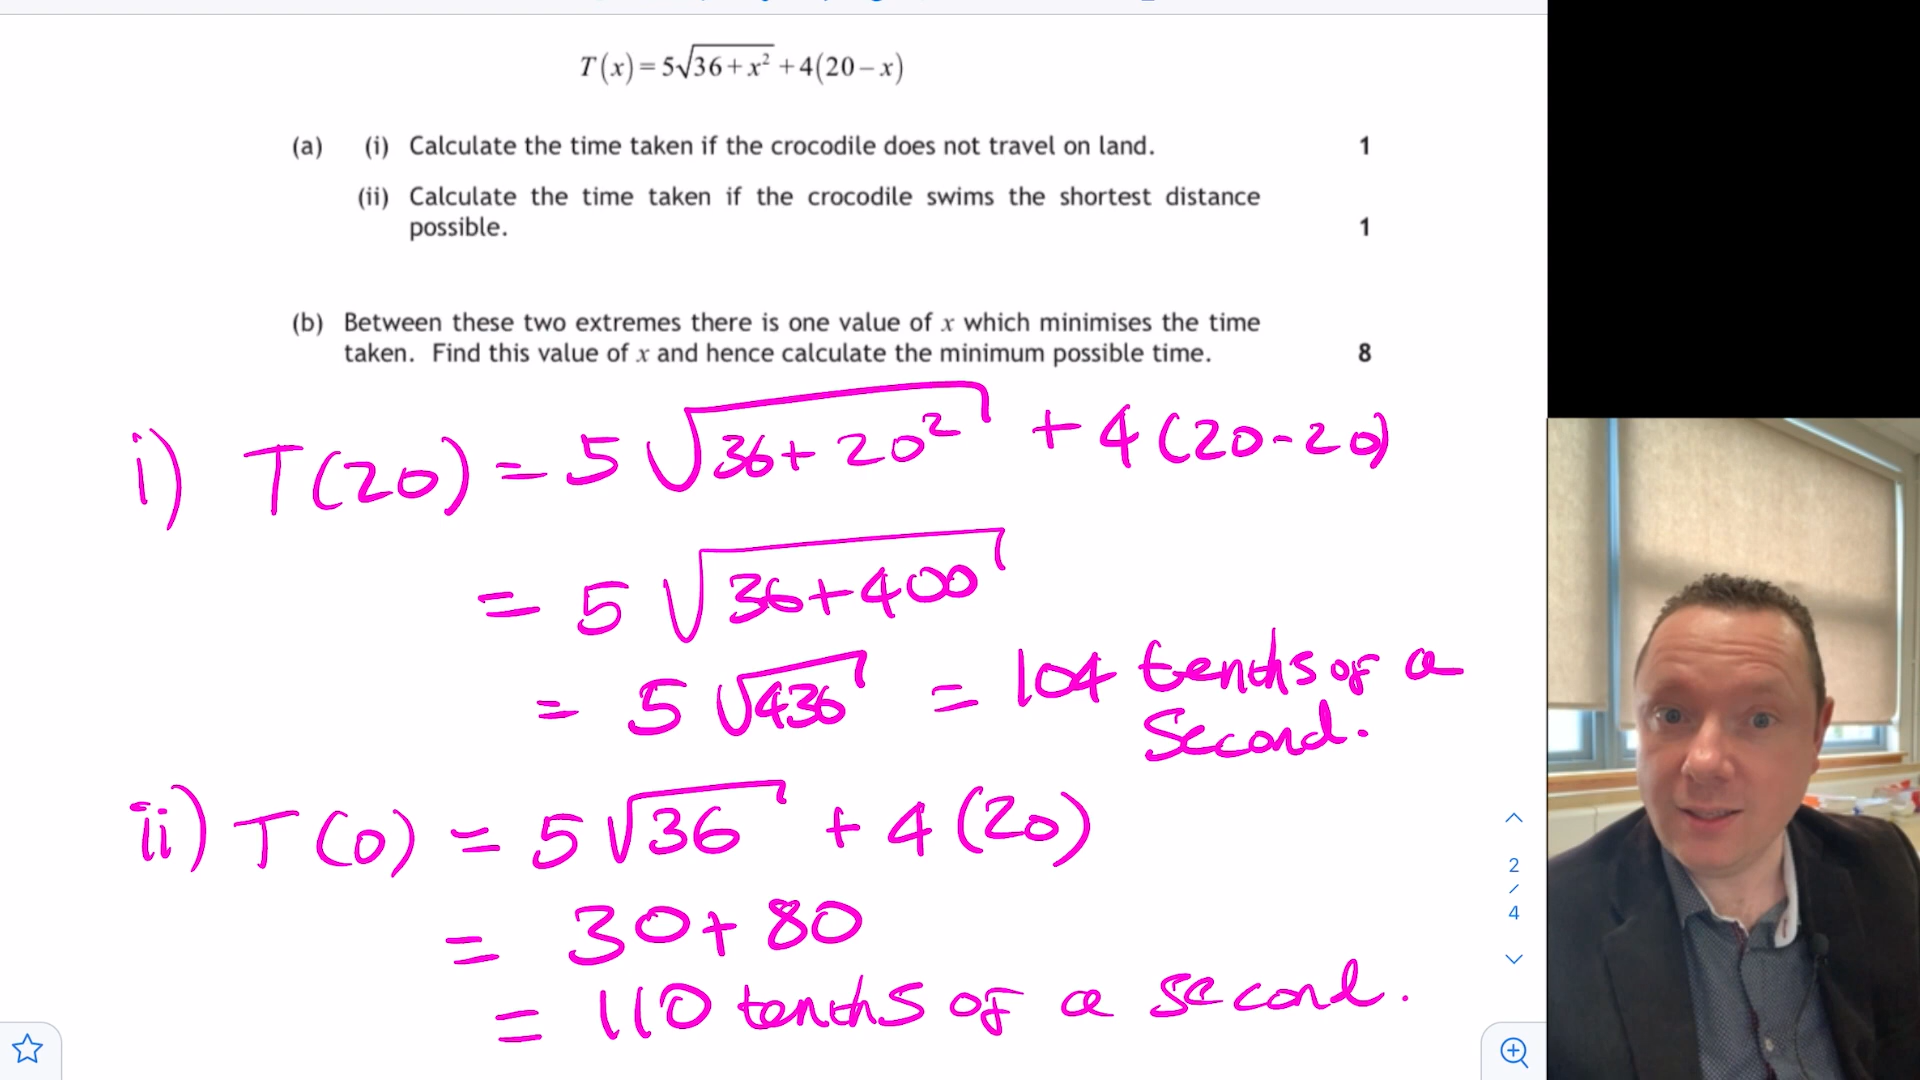 T(x)=5√36+x² +4(20−x)
(a) (i) Calculate the time taken if the crocodile does not travel on land. 1
(ii) Calculate the time taken if the crocodile swims the shortest distance
possible. 1
(b) Between these two extremes there is one value of x which minimises the time
taken. Find this value of x and hence calculate the minimum possible time. 8
i) T(20) = 5 √36+20² + 4(20-20)
= 5 √36+400
= 5 √436 = 104 tenths of a
second.
ii) T(0) = 5√36 + 4(20)
= 30+80
= 110 tenths of a second.
2
/
4